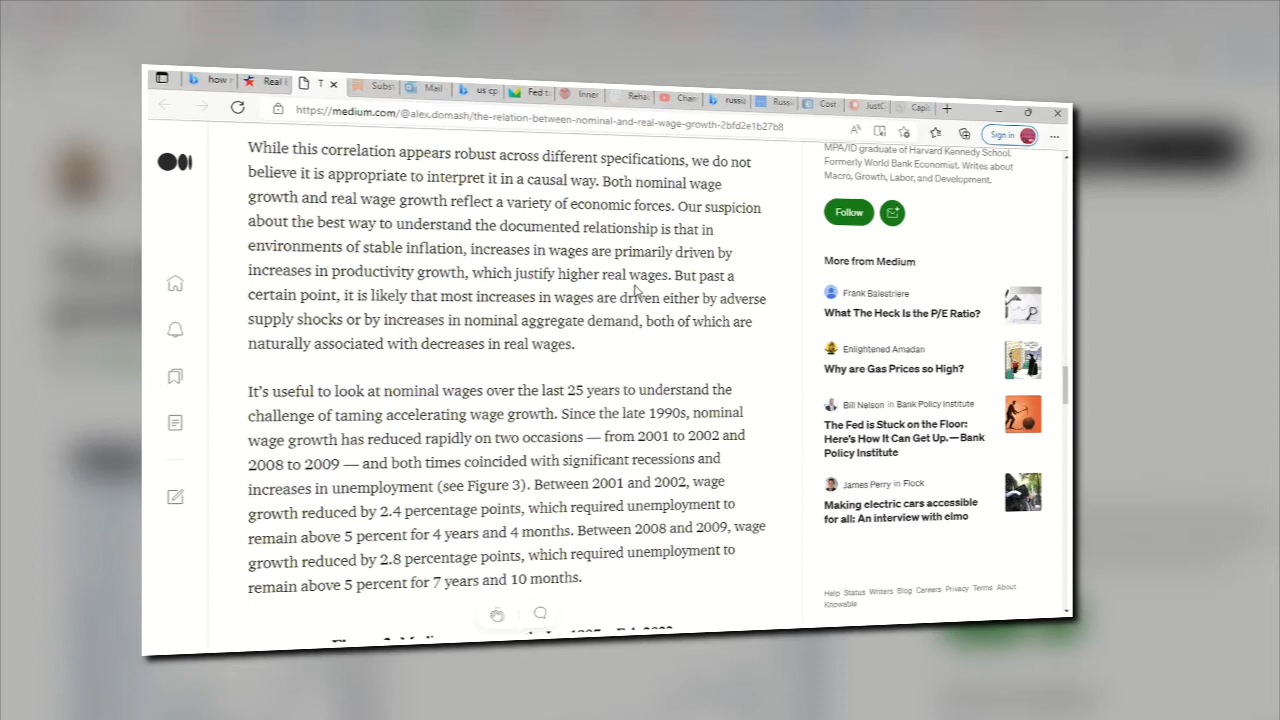 how r
Real
T
Subst
Mail
us cp
Fed t
Inner
Reha
Chan
russia
Russ
Cost
JustC
Capi
https://medium.com/@alex.domash/the-relation-between-nominal-and-real-wage-growth-2bfd2e1b27b8
Sign in
While this correlation appears robust across different specifications, we do not
believe it is appropriate to interpret it in a causal way. Both nominal wage
growth and real wage growth reflect a variety of economic forces. Our suspicion
about the best way to understand the documented relationship is that in
environments of stable inflation, increases in wages are primarily driven by
increases in productivity growth, which justify higher real wages. But past a
certain point, it is likely that most increases in wages are driven either by adverse
supply shocks or by increases in nominal aggregate demand, both of which are
naturally associated with decreases in real wages.
It's useful to look at nominal wages over the last 25 years to understand the
challenge of taming accelerating wage growth. Since the late 1990s, nominal
wage growth has reduced rapidly on two occasions — from 2001 to 2002 and
2008 to 2009 — and both times coincided with significant recessions and
increases in unemployment (see Figure 3). Between 2001 and 2002, wage
growth reduced by 2.4 percentage points, which required unemployment to
remain above 5 percent for 4 years and 4 months. Between 2008 and 2009, wage
growth reduced by 2.8 percentage points, which required unemployment to
remain above 5 percent for 7 years and 10 months.
MPA/ID graduate of Harvard Kennedy School.
Formerly World Bank Economist. Writes about
Macro, Growth, Labor, and Development.
Follow
More from Medium
Frank Balestriere
What The Heck Is the P/E Ratio?
Enlightened Amadan
Why are Gas Prices so High?
Bill Nelson in Bank Policy Institute
The Fed is Stuck on the Floor:
Here's How It Can Get Up.—Bank
Policy Institute
James Perry in Flock
Making electric cars accessible
for all: An interview with elmo
Help Status Writers Blog Careers Privacy Terms About
Knowable